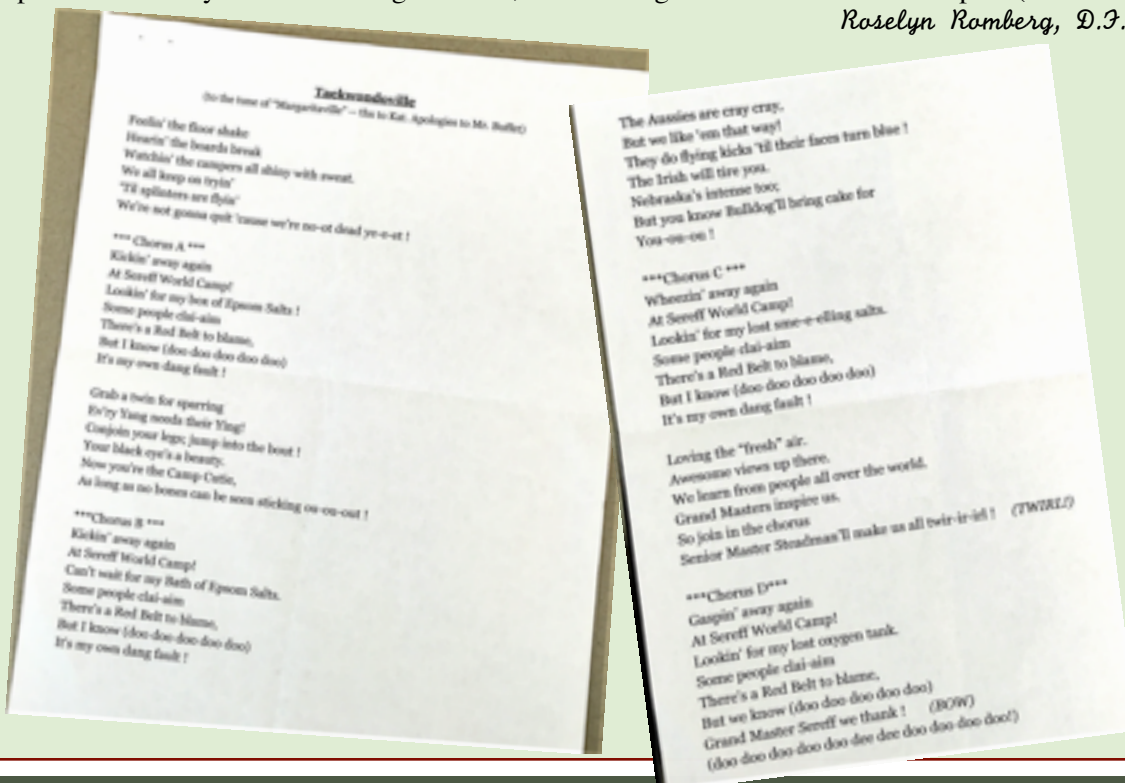 Roselyn Romberg, D.F.
Taekwandoville
(to the tune of "Margaritaville" – thx to Kat. Apologies to Mr. Buffet)
Feelin' the floor shake
Hearin' the boards break
Watchin' the campers all shiny with sweat.
We all keep on tryin'
'Til splinters are flyin'
We're not gonna quit 'cause we're no-ot dead ye-e-et !
*** Chorus A ***
Kickin' away again
At Sereff World Camp!
Lookin' for my box of Epsom Salts !
Some people clai-aim
There's a Red Belt to blame,
But I know (doo doo doo doo doo)
It's my own dang fault !
Grab a twin for sparring
Ev'ry Yang needs their Ying!
Conjoin your legs; jump into the bout !
Your black eye's a beauty.
Now you're the Camp Cutie,
As long as no bones can be seen sticking ou-ou-out !
***Chorus B ***
Kickin' away again
At Sereff World Camp!
Can't wait for my Bath of Epsom Salts.
Some people clai-aim
There's a Red Belt to blame,
But I know (doo-doo-doo-doo doo)
It's my own dang fault !
The Aussies are cray cray,
But we like 'em that way!
They do flying kicks 'til their faces turn blue !
The Irish will tire you.
Nebraska's intense too;
But you know Bulldog'll bring cake for
You-ou-ou !
***Chorus C ***
Wheezin' away again
At Sereff World Camp!
Lookin' for my lost sme-e-elling salts.
Some people clai-aim
There's a Red Belt to blame,
But I know (doo-doo doo doo doo)
It's my own dang fault !
Loving the "fresh" air.
Awesome views up there.
We learn from people all over the world.
Grand Masters inspire us.
So join in the chorus
Senior Master Steadman'll make us all twir-ir-irl ! (TWIRL!)
***Chorus D***
Gaspin' away again
At Sereff World Camp!
Lookin' for my lost oxygen tank.
Some people clai-aim
There's a Red Belt to blame,
But we know (doo doo-doo doo doo)
Grand Master Sereff we thank ! (BOW)
(doo doo doo-doo doo dee dee doo doo-doo doo!)